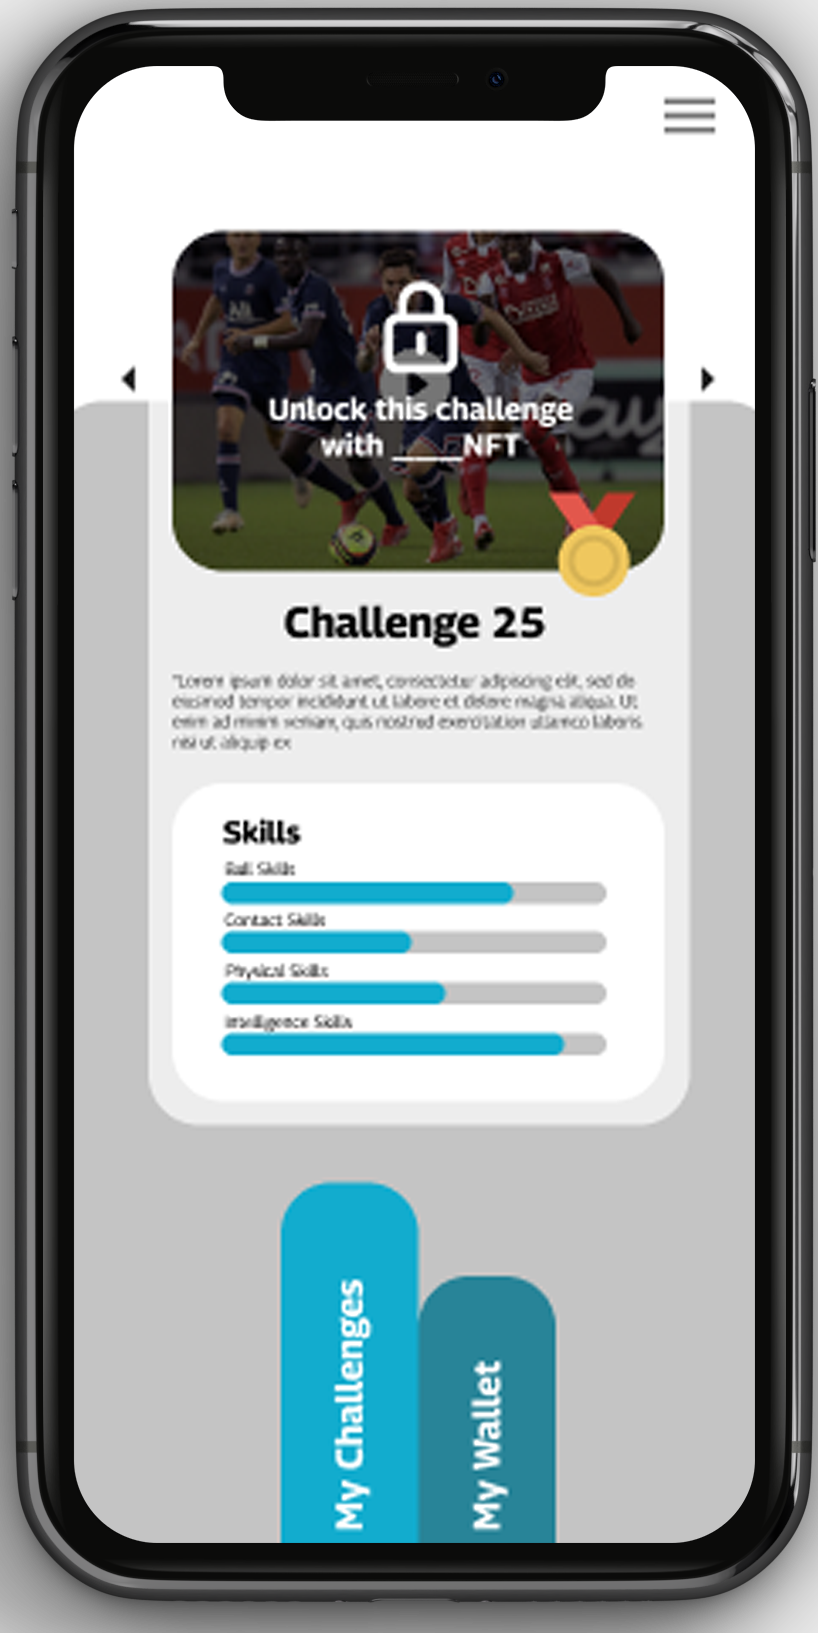 Unlock this challenge
with _____NFT
Challenge 25
"Lorem ipsum dolor sit amet, consectetur adipiscing elit, sed do
eiusmod tempor incididunt ut labore et dolore magna aliqua. Ut
enim ad minim veniam, quis nostrud exercitation ullamco laboris
nisi ut aliquip ex
Skills
Ball Skills
Contact Skills
Physical Skills
Intelligence Skills
My Challenges
My Wallet